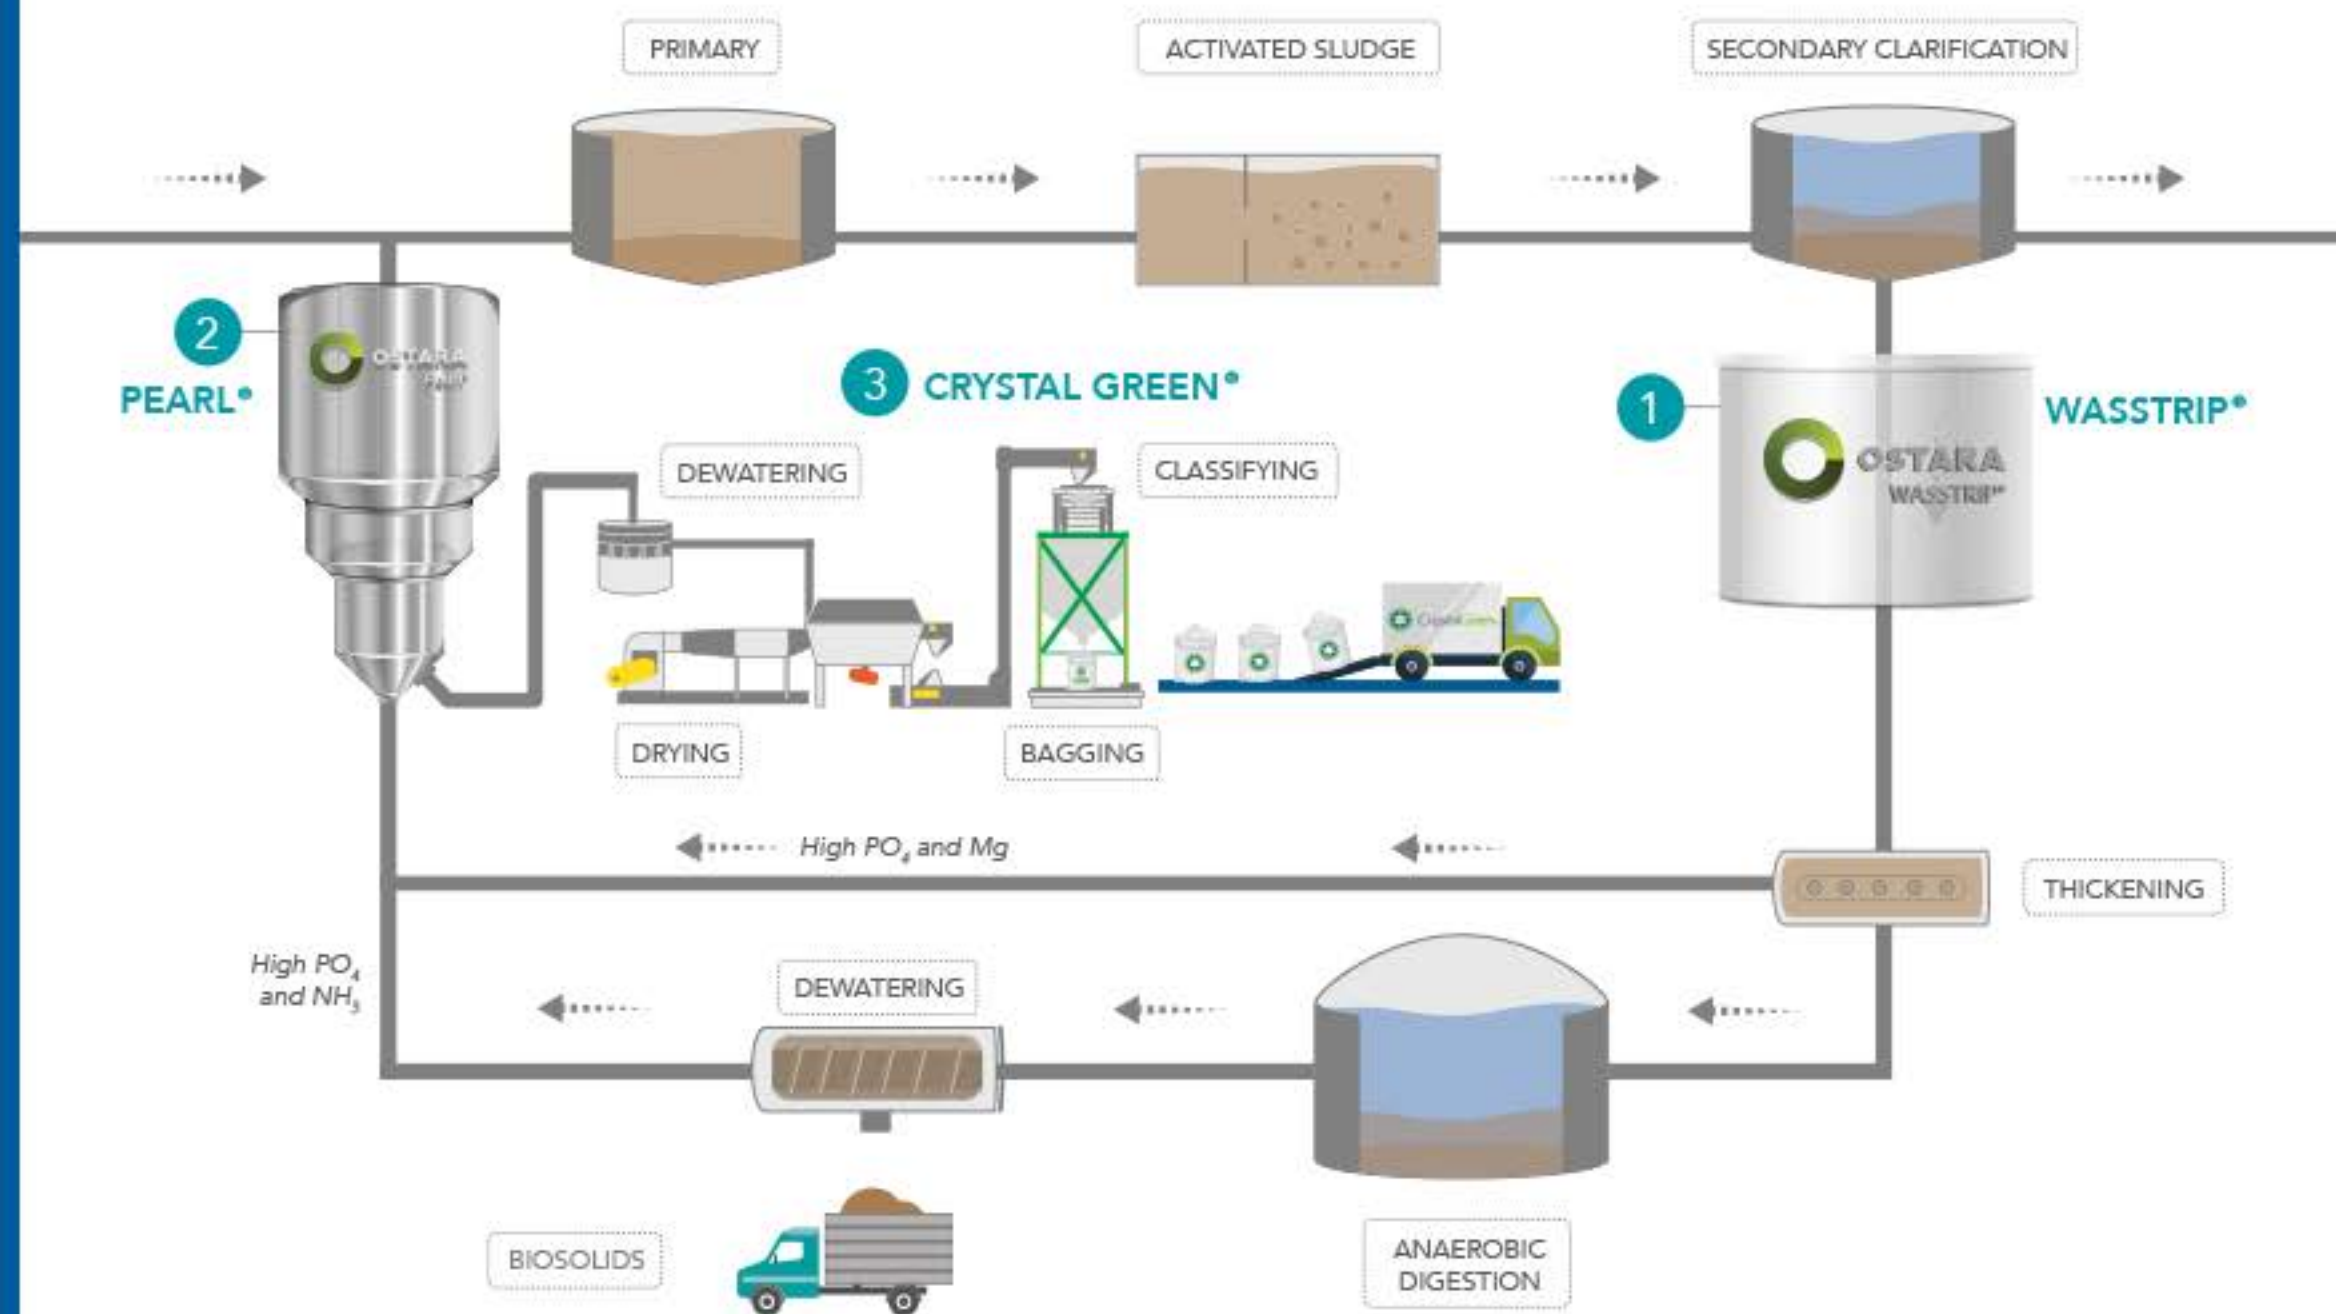 PRIMARY
ACTIVATED SLUDGE
SECONDARY CLARIFICATION
2
PEARL®
OSTARA
3 CRYSTAL GREEN®
1
WASSTRIP®
OSTARA
WASSTRIP®
DEWATERING
CLASSIFYING
DRYING
BAGGING
High PO₄ and Mg
THICKENING
High PO₄
and NH₃
DEWATERING
BIOSOLIDS
ANAEROBIC
DIGESTION